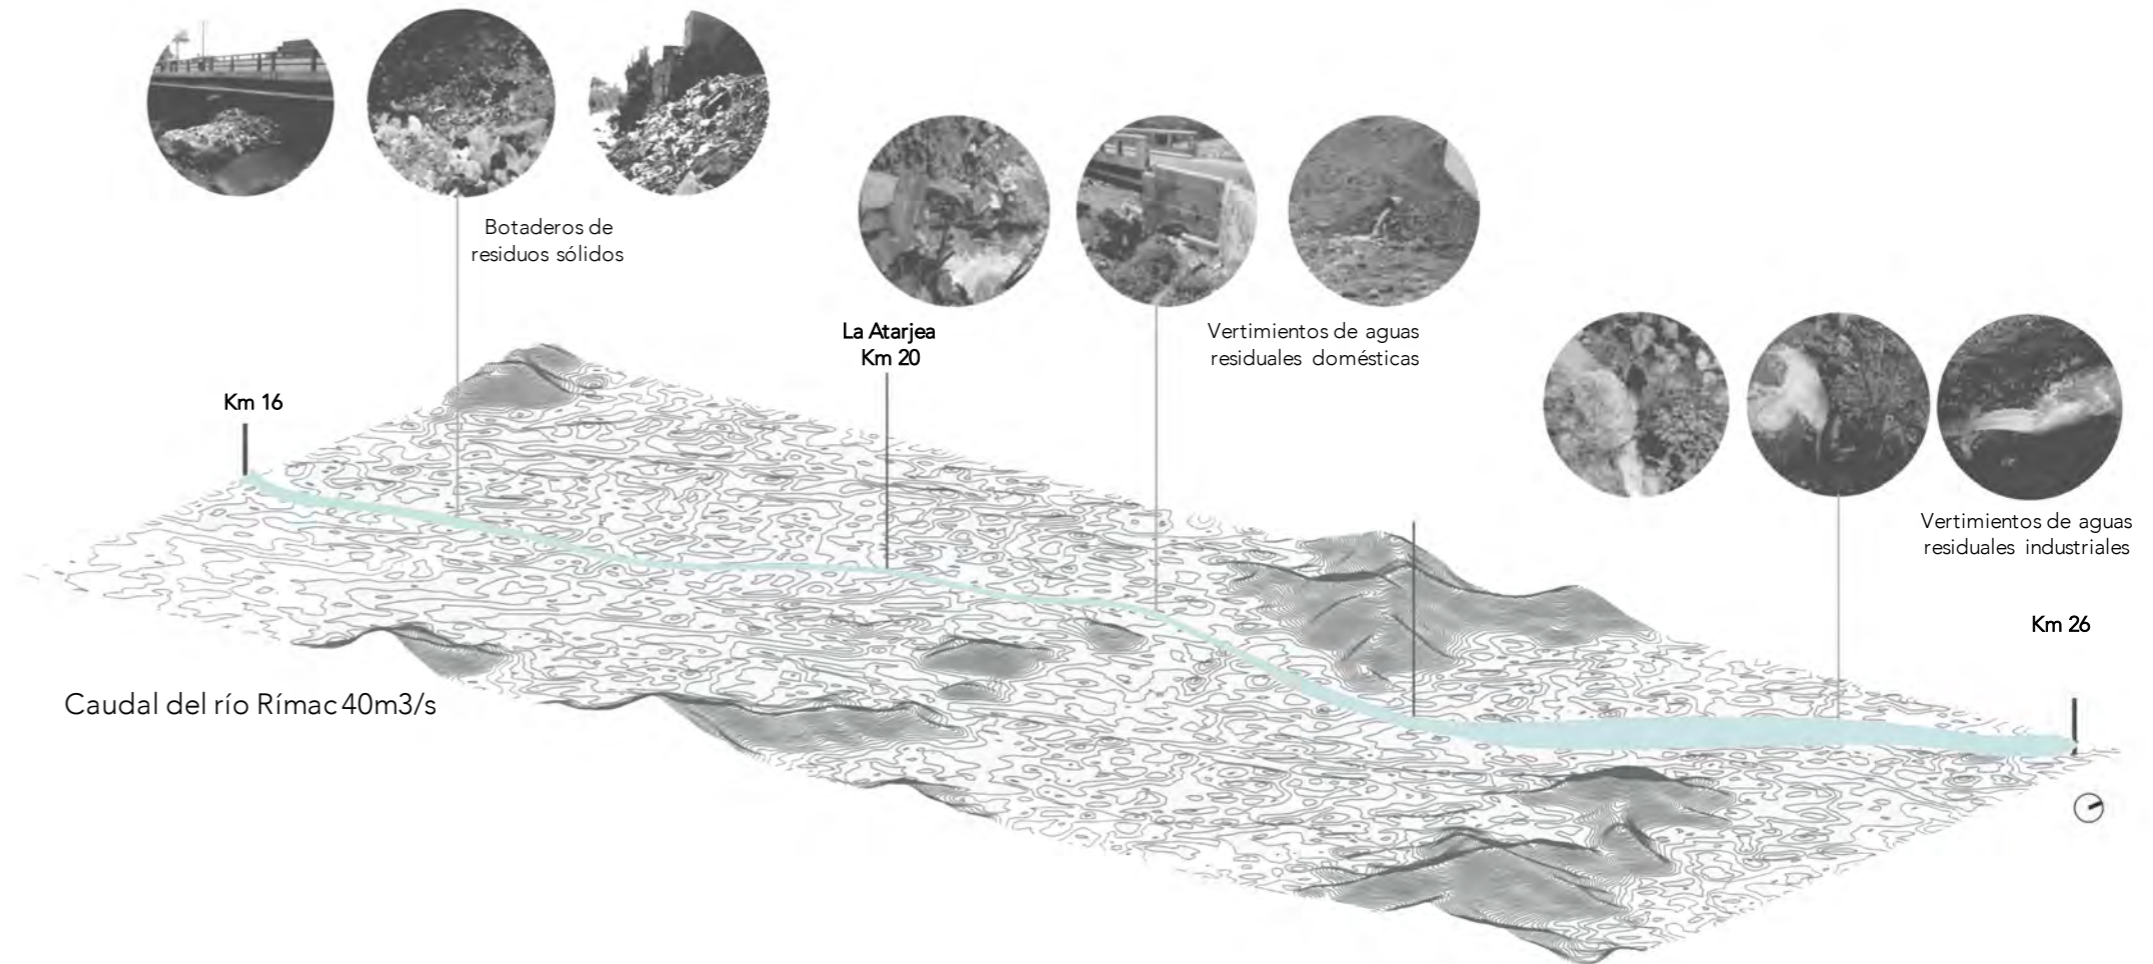 Botaderos de
residuos sólidos
La Atarjea
Km 20
Vertimientos de aguas
residuales domésticas
Km 16
Vertimientos de aguas
residuales industriales
Km 26
Caudal del río Rímac 40m3/s